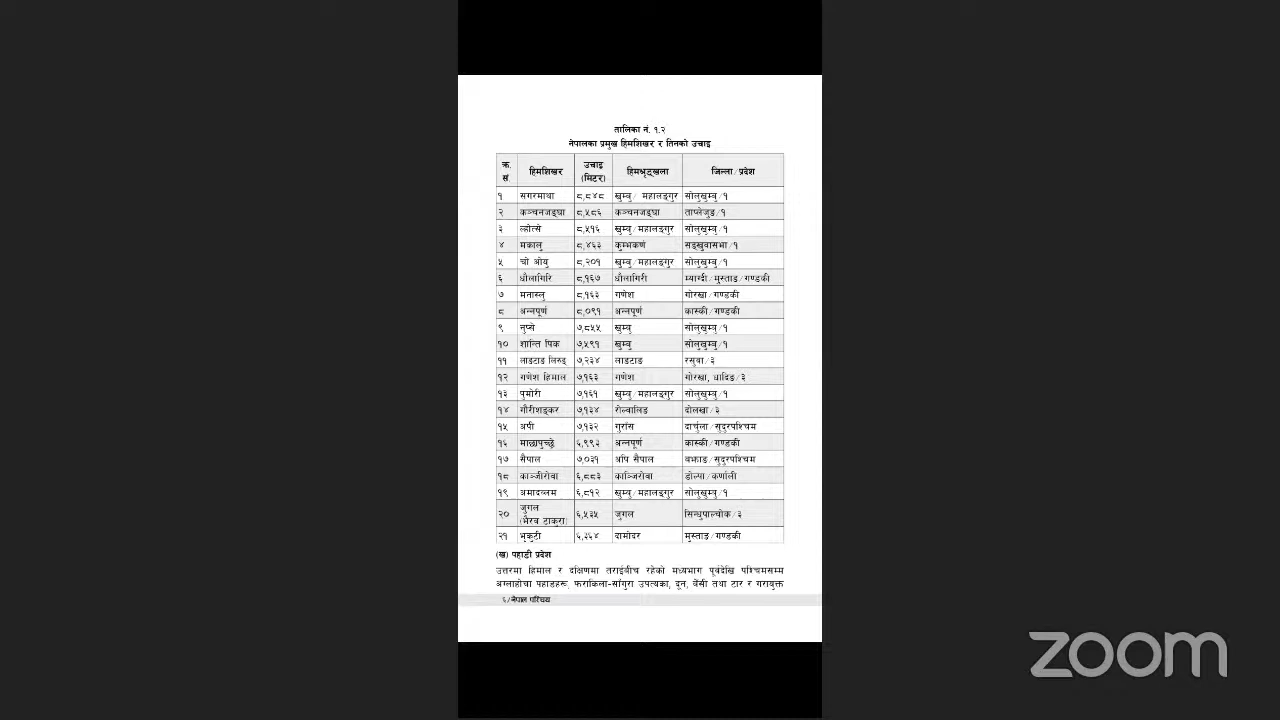 तालिका नं. १.२
नेपालका प्रमुख हिमशिखर र तिनको उचाइ
क्र. सं. हिमशिखर उचाइ (मिटर) हिमश्रृङ्खला जिल्ला/प्रदेश
१ सगरमाथा ८,८४८ खुम्बु/ महालङ्गुर सोलुखुम्बु/१
२ कञ्चनजङ्घा ८,५८६ कञ्चनजङ्घा ताप्लेजुङ/१
३ ल्होत्से ८,५१६ खुम्बु/महालङ्गुर सोलुखुम्बु/१
४ मकालु ८,४६३ कुम्भकर्ण सङ्खुवासभा/१
५ चो ओयु ८,२०१ खुम्बु/महालङ्गुर सोलुखुम्बु/१
६ धौलागिरि ८,१६७ धौलागीरी म्याग्दी/मुस्ताङ/गण्डकी
७ मनास्लु ८,१६३ गणेश गोरखा/गण्डकी
८ अन्नपूर्ण ८,०९१ अन्नपूर्ण कास्की/गण्डकी
९ नुप्से ७,८५५ खुम्बु सोलुखुम्बु/१
१० शान्ति पिक ७,५९१ खुम्बु सोलुखुम्बु/१
११ लाङटाङ लिरुङ ७,२३४ लाङटाङ रसुवा/३
१२ गणेश हिमाल ७,१६३ गणेश गोरखा, धादिङ/३
१३ पुमोरी ७,१६१ खुम्बु/महालङ्गुर सोलुखुम्बु/१
१४ गौरीशङ्कर ७,१३४ रोल्वालिङ दोलखा/३
१५ अपी ७,१३२ गुराँस दार्चुला/सुदुरपश्चिम
१६ माछापुच्छ्रे ६,९९३ अन्नपूर्ण कास्की/गण्डकी
१७ सैपाल ७,०३१ अपि सैपाल बझाङ/सुदुरपश्चिम
१८ काञ्जीरोवा ६,८८३ काञ्जिरोवा डोल्पा/कर्णाली
१९ अमादव्लम ६,८१२ खुम्बु/महालङ्गुर सोलुखुम्बु/१
२० जुगल (भैरव टाकुरा) ६,५३५ जुगल सिन्धुपाल्चोक/३
२१ भृकुटी ६,३६४ दामोदर मुस्ताङ/गण्डकी
(ख) पहाडी प्रदेश
उत्तरमा हिमाल र दक्षिणमा तराईबीच रहेको मध्यभाग पूर्वदेखि पश्चिमसम्म
अग्लाहोचा पहाडहरू, फराकिला-साँगुरा उपत्यका, दून, बेंसी तथा टार र गरायुक्त
६/नेपाल परिचय
zoom